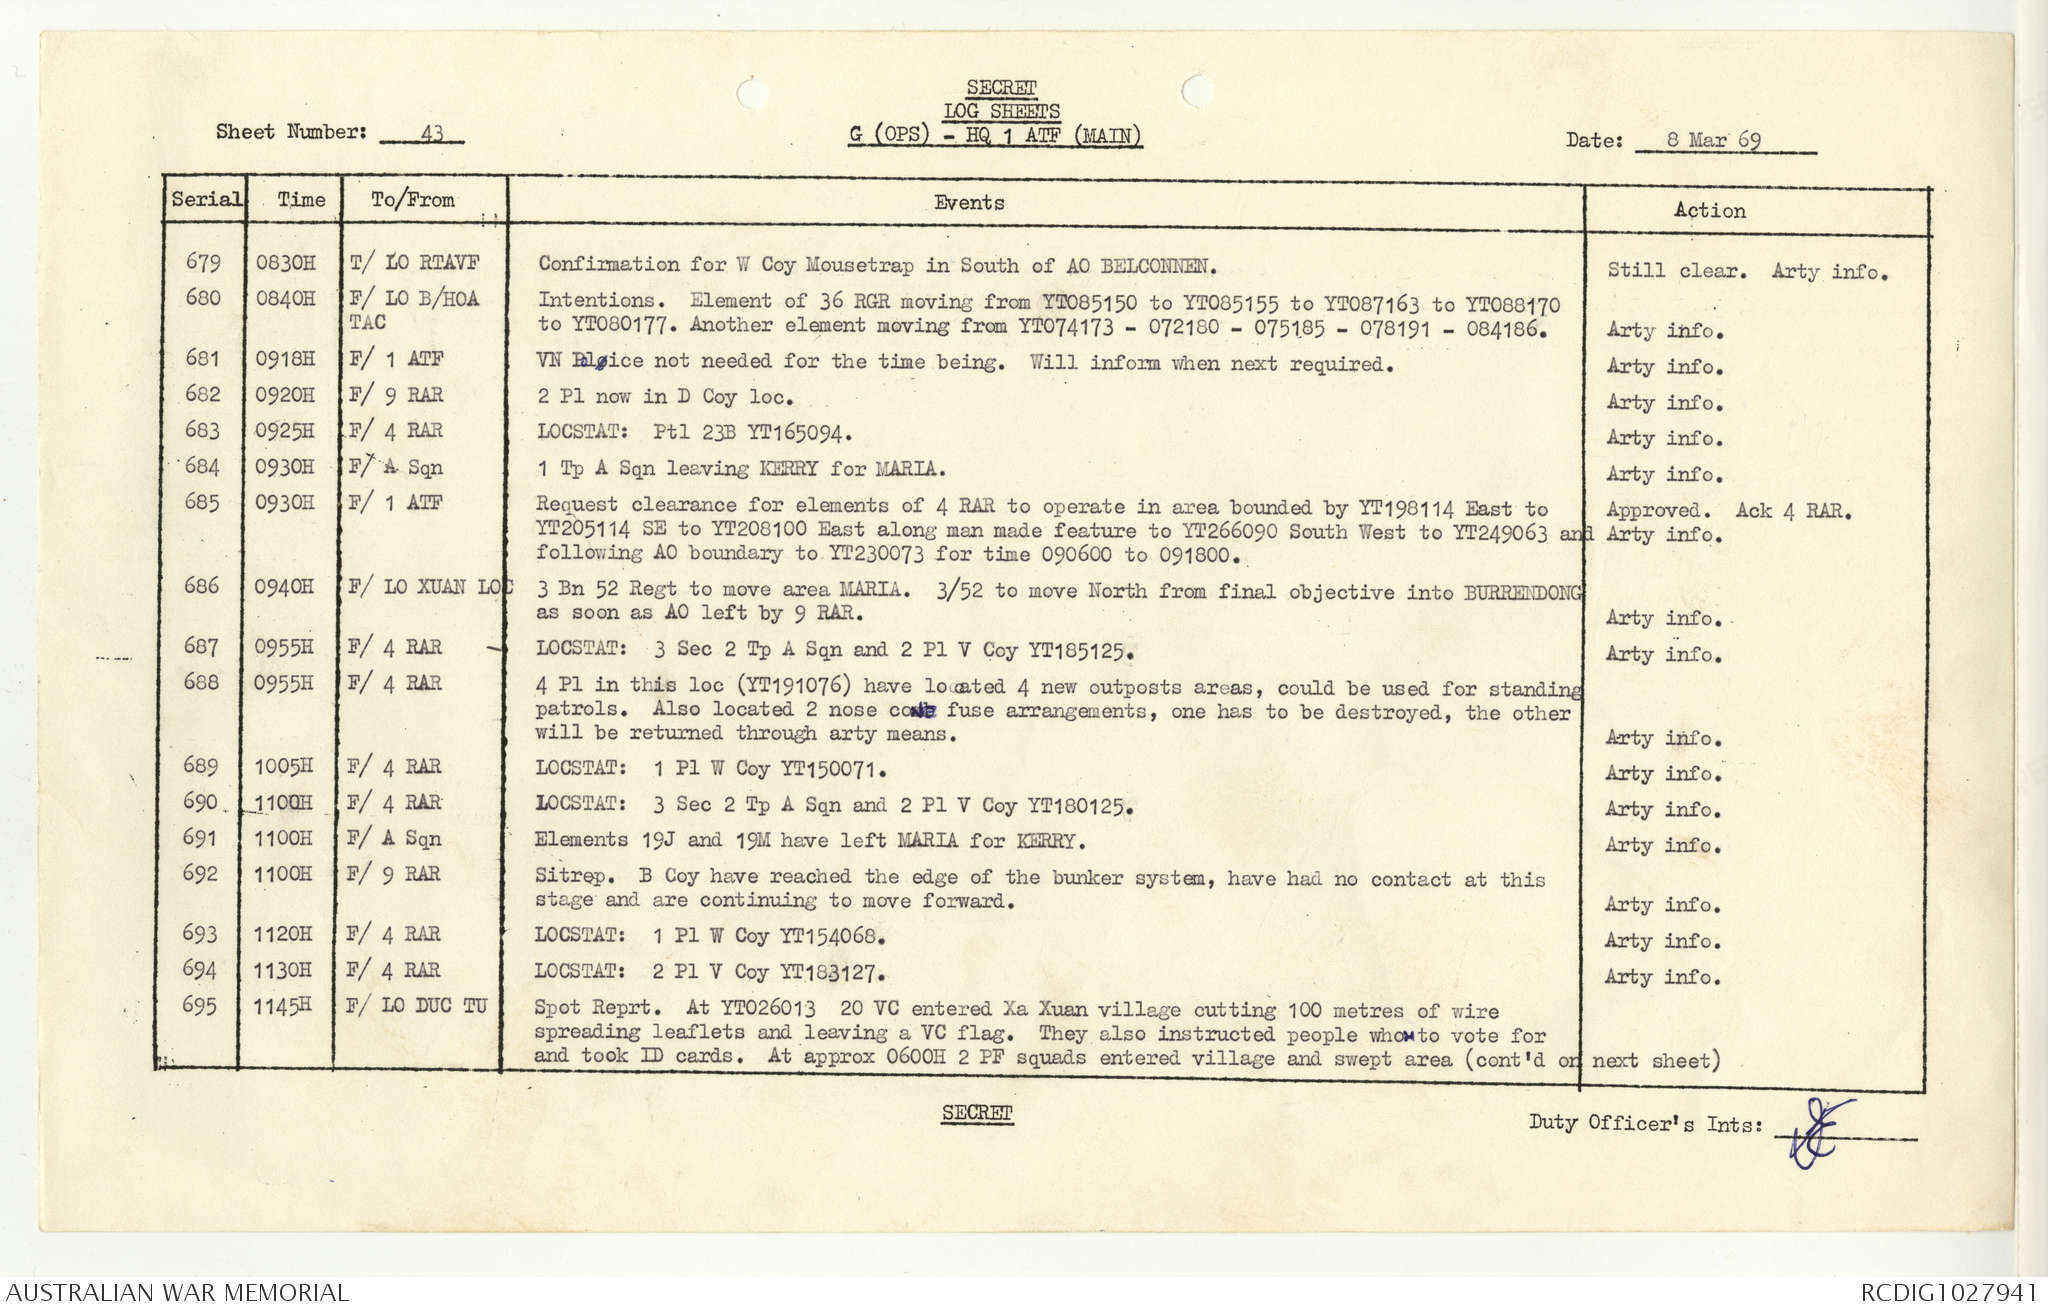 SECRET
LOG SHEETS
Sheet Number: 43
G (OPS) - HQ 1 ATF (MAIN)
Date: 8 Mar 69
Serial Time To/From Events Action
679 0830H T/ LO RTAVF Confirmation for W Coy Mousetrap in South of AO BELCONNEN. Still clear. Arty info.
680 0840H F/ LO B/HOA Intentions. Element of 36 RGR moving from YT085150 to YT085155 to YT087163 to YT088170
TAC to YT080177. Another element moving from YT074173 - 072180 - 075185 - 078191 - 084186. Arty info.
681 0918H F/ 1 ATF VN Police not needed for the time being. Will inform when next required. Arty info.
682 0920H F/ 9 RAR 2 Pl now in D Coy loc. Arty info.
683 0925H F/ 4 RAR LOCSTAT: Ptl 23B YT165094. Arty info.
684 0930H F/ A Sqn 1 Tp A Sqn leaving KERRY for MARIA. Arty info.
685 0930H F/ 1 ATF Request clearance for elements of 4 RAR to operate in area bounded by YT198114 East to Approved. Ack 4 RAR.
YT205114 SE to YT208100 East along man made feature to YT266090 South West to YT249063 and Arty info.
following AO boundary to YT230073 for time 090600 to 091800.
686 0940H F/ LO XUAN LOC 3 Bn 52 Regt to move area MARIA. 3/52 to move North from final objective into BURRENDONG
as soon as AO left by 9 RAR. Arty info.
687 0955H F/ 4 RAR LOCSTAT: 3 Sec 2 Tp A Sqn and 2 Pl V Coy YT185125. Arty info.
688 0955H F/ 4 RAR 4 Pl in this loc (YT191076) have located 4 new outposts areas, could be used for standing
patrols. Also located 2 nose cone fuse arrangements, one has to be destroyed, the other
will be returned through arty means. Arty info.
689 1005H F/ 4 RAR LOCSTAT: 1 Pl W Coy YT150071. Arty info.
690 1100H F/ 4 RAR LOCSTAT: 3 Sec 2 Tp A Sqn and 2 Pl V Coy YT180125. Arty info.
691 1100H F/ A Sqn Elements 19J and 19M have left MARIA for KERRY. Arty info.
692 1100H F/ 9 RAR Sitrep. B Coy have reached the edge of the bunker system, have had no contact at this
stage and are continuing to move forward. Arty info.
693 1120H F/ 4 RAR LOCSTAT: 1 Pl W Coy YT154068. Arty info.
694 1130H F/ 4 RAR LOCSTAT: 2 Pl V Coy YT183127. Arty info.
695 1145H F/ LO DUC TU Spot Reprt. At YT026013 20 VC entered Xa Xuan village cutting 100 metres of wire
spreading leaflets and leaving a VC flag. They also instructed people whom to vote for
and took ID cards. At approx 0600H 2 PF squads entered village and swept area (cont'd on next sheet)
SECRET
Duty Officer's Ints:
AUSTRALIAN WAR MEMORIAL
RCDIG1027941